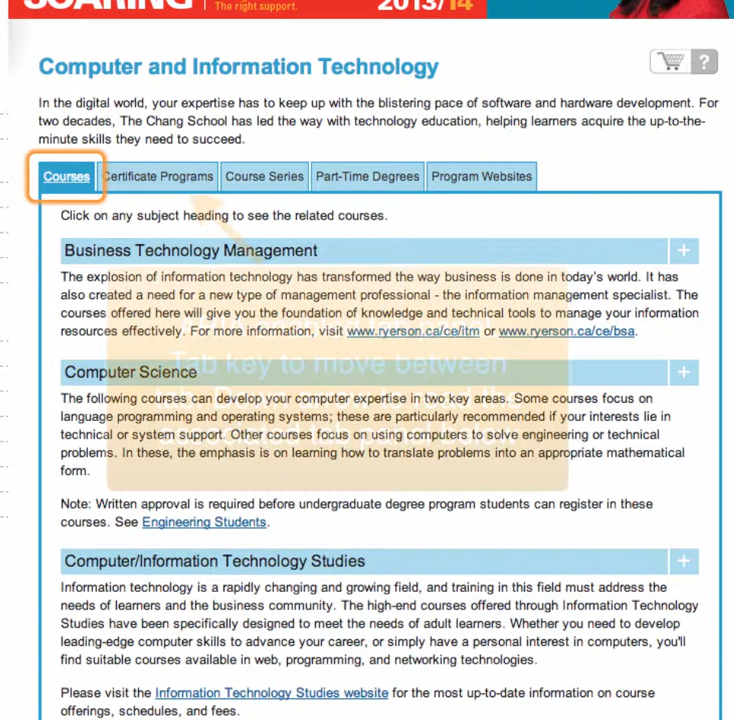 SOARING
The right support.
2013/14
Computer and Information Technology
?
In the digital world, your expertise has to keep up with the blistering pace of software and hardware development. For
two decades, The Chang School has led the way with technology education, helping learners acquire the up-to-the-
minute skills they need to succeed.
Courses Certificate Programs Course Series Part-Time Degrees Program Websites
Click on any subject heading to see the related courses.
Business Technology Management +
The explosion of information technology has transformed the way business is done in today's world. It has
also created a need for a new type of management professional - the information management specialist. The
courses offered here will give you the foundation of knowledge and technical tools to manage your information
resources effectively. For more information, visit www.ryerson.ca/ce/itm or www.ryerson.ca/ce/bsa.
Tab key to move between
Computer Science +
The following courses can develop your computer expertise in two key areas. Some courses focus on
language programming and operating systems; these are particularly recommended if your interests lie in
technical or system support. Other courses focus on using computers to solve engineering or technical
associated tab panel below
problems. In these, the emphasis is on learning how to translate problems into an appropriate mathematical
form.
Note: Written approval is required before undergraduate degree program students can register in these
courses. See Engineering Students.
Computer/Information Technology Studies +
Information technology is a rapidly changing and growing field, and training in this field must address the
needs of learners and the business community. The high-end courses offered through Information Technology
Studies have been specifically designed to meet the needs of adult learners. Whether you need to develop
leading-edge computer skills to advance your career, or simply have a personal interest in computers, you'll
find suitable courses available in web, programming, and networking technologies.
Please visit the Information Technology Studies website for the most up-to-date information on course
offerings, schedules, and fees.